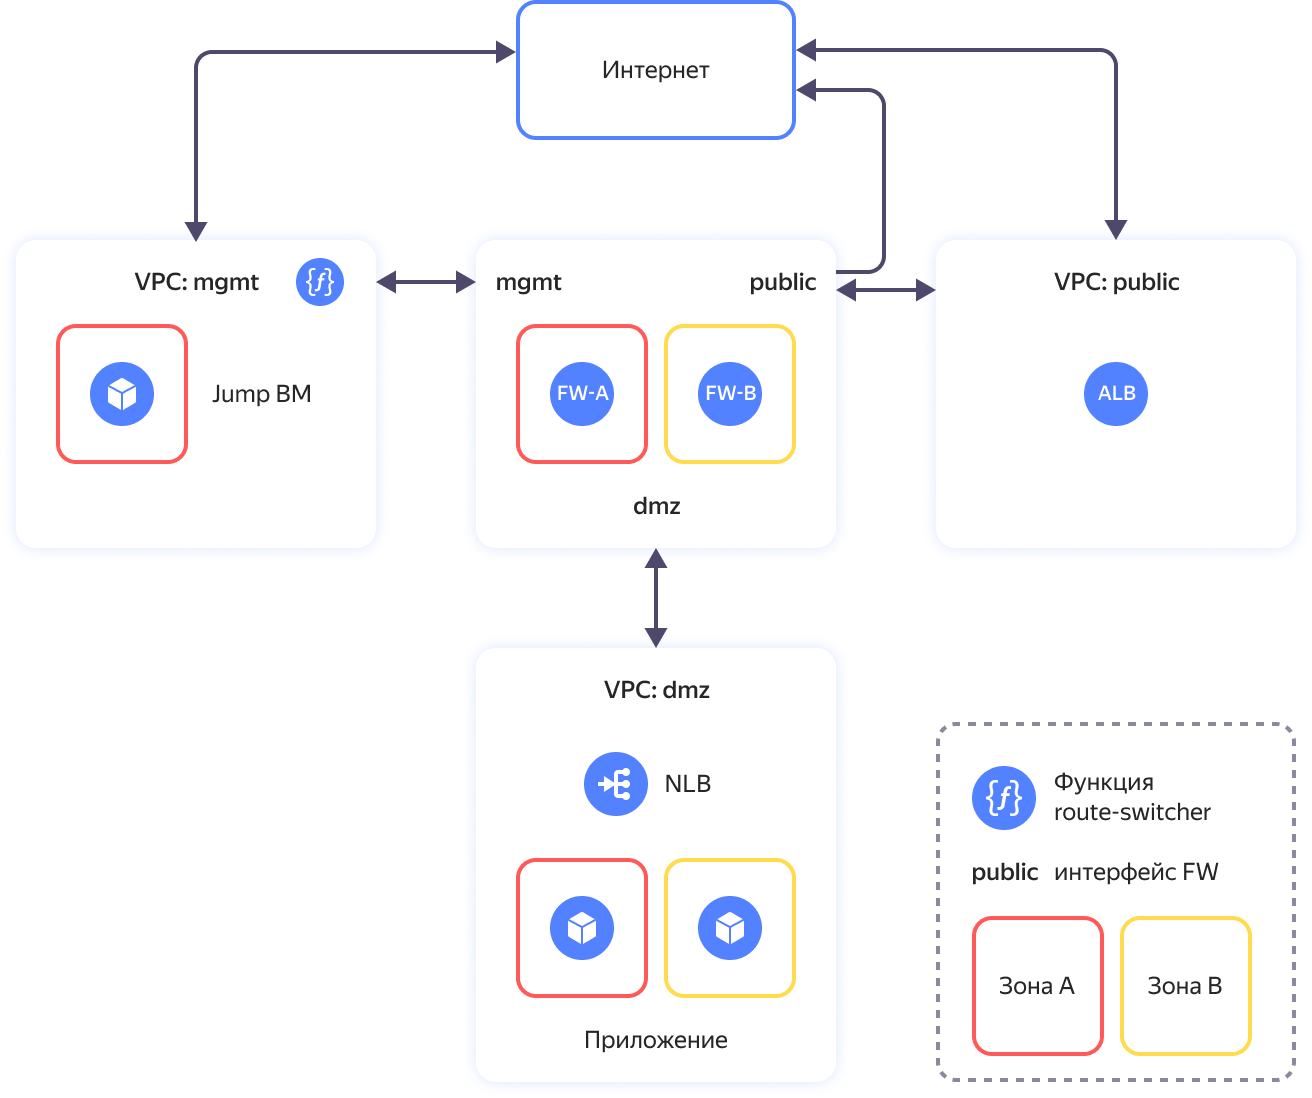 Интернет
VPC: mgmt
{ƒ}
Jump ВМ
mgmt
public
FW-A
FW-B
dmz
VPC: public
ALB
VPC: dmz
NLB
Приложение
{ƒ}
Функция
route-switcher
public интерфейс FW
Зона A
Зона B